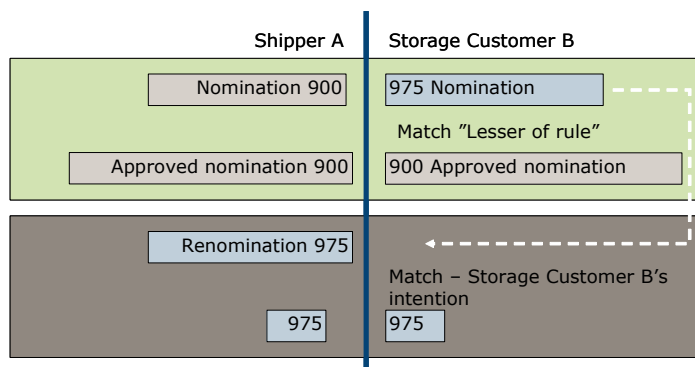 Shipper A
Storage Customer B
Nomination 900
975 Nomination
Match ”Lesser of rule”
Approved nomination 900
900 Approved nomination
Renomination 975
Match – Storage Customer B’s
intention
975
975